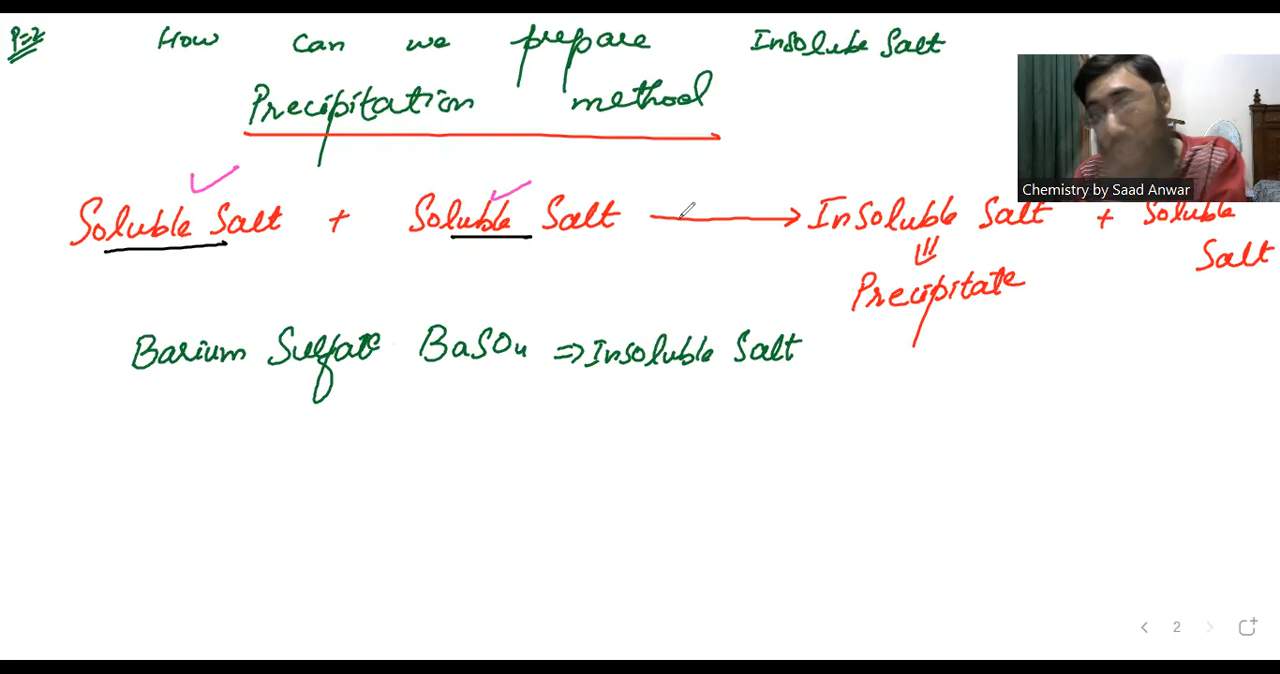 P=2 How can we prepare Insoluble Salt
Precipitation method
Chemistry by Saad Anwar
Soluble Salt + Soluble Salt → Insoluble Salt + Soluble Salt
Precipitate
Barium Sulfate BaSO4 ⇒ Insoluble Salt
2